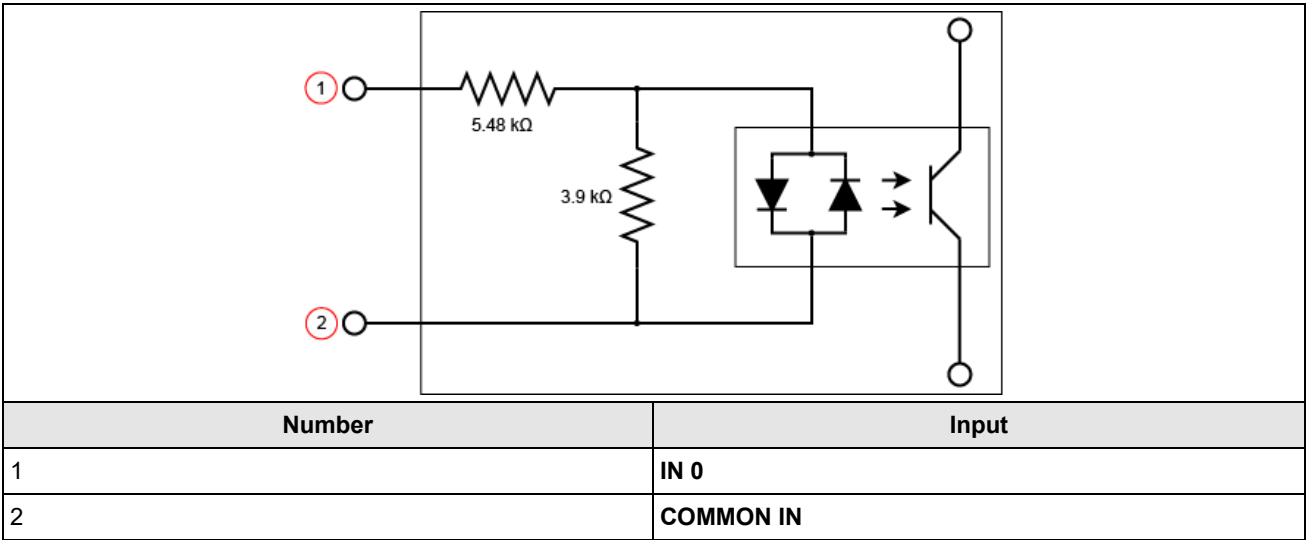 1
5.48 kΩ
3.9 kΩ
2
Number Input
1 IN 0
2 COMMON IN